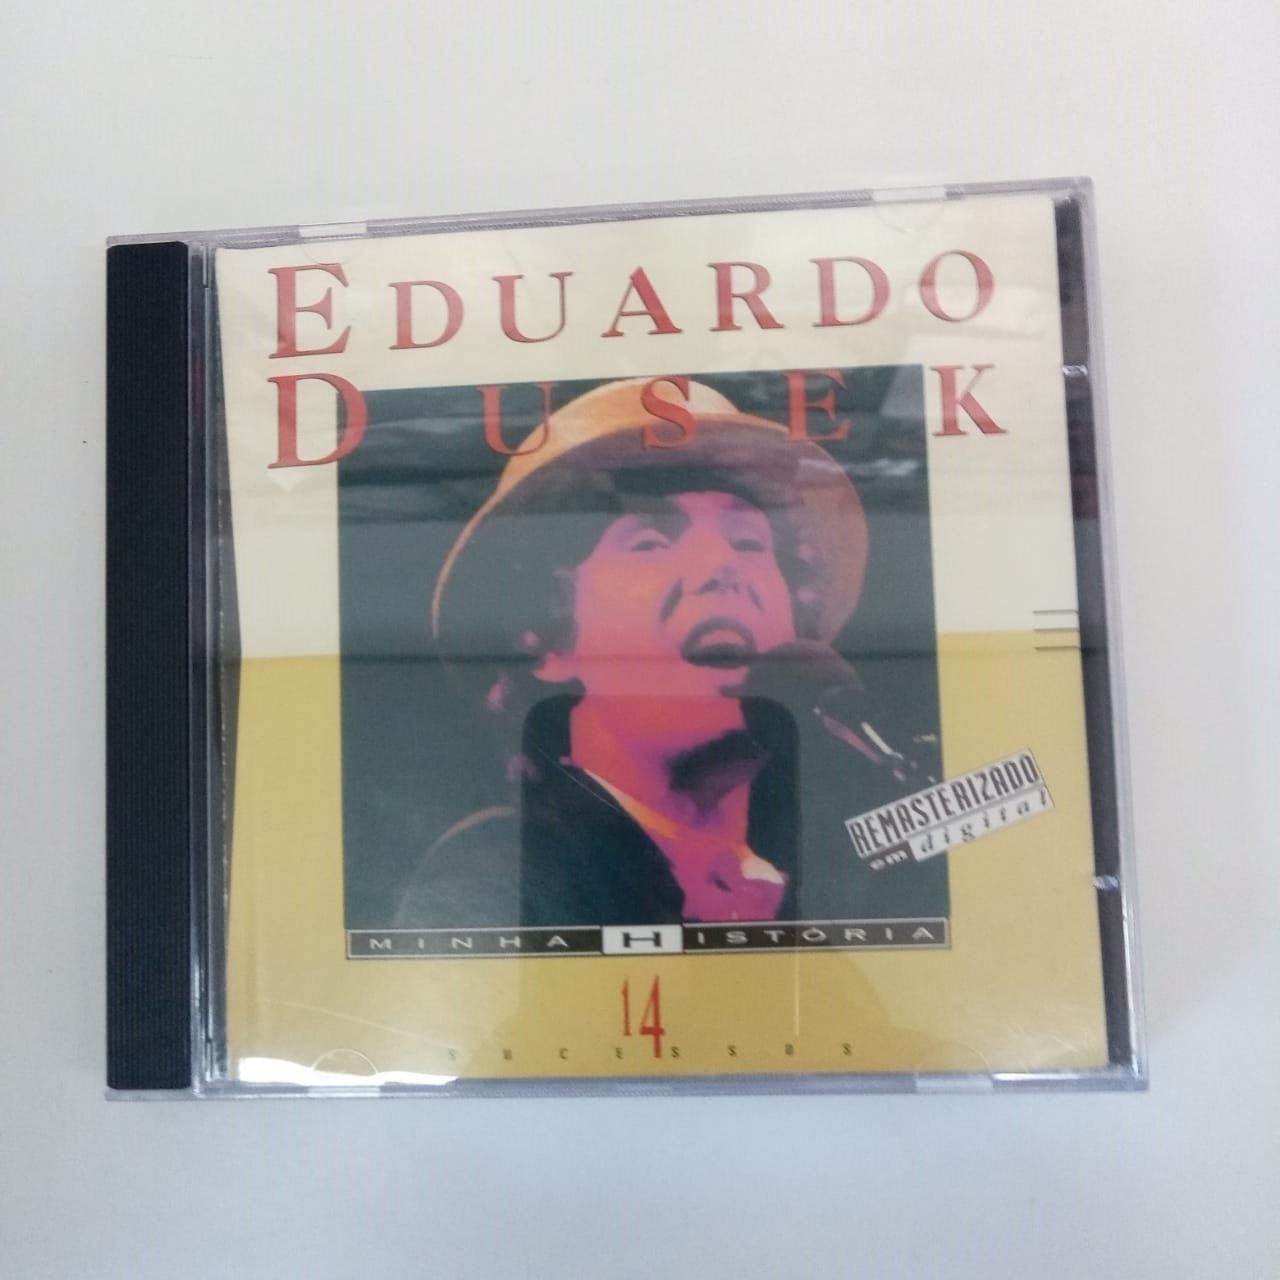 EDUARDO
DUSEK
REMASTERIZADO
em digital
MINHA HISTÓRIA
14
SUCESSOS